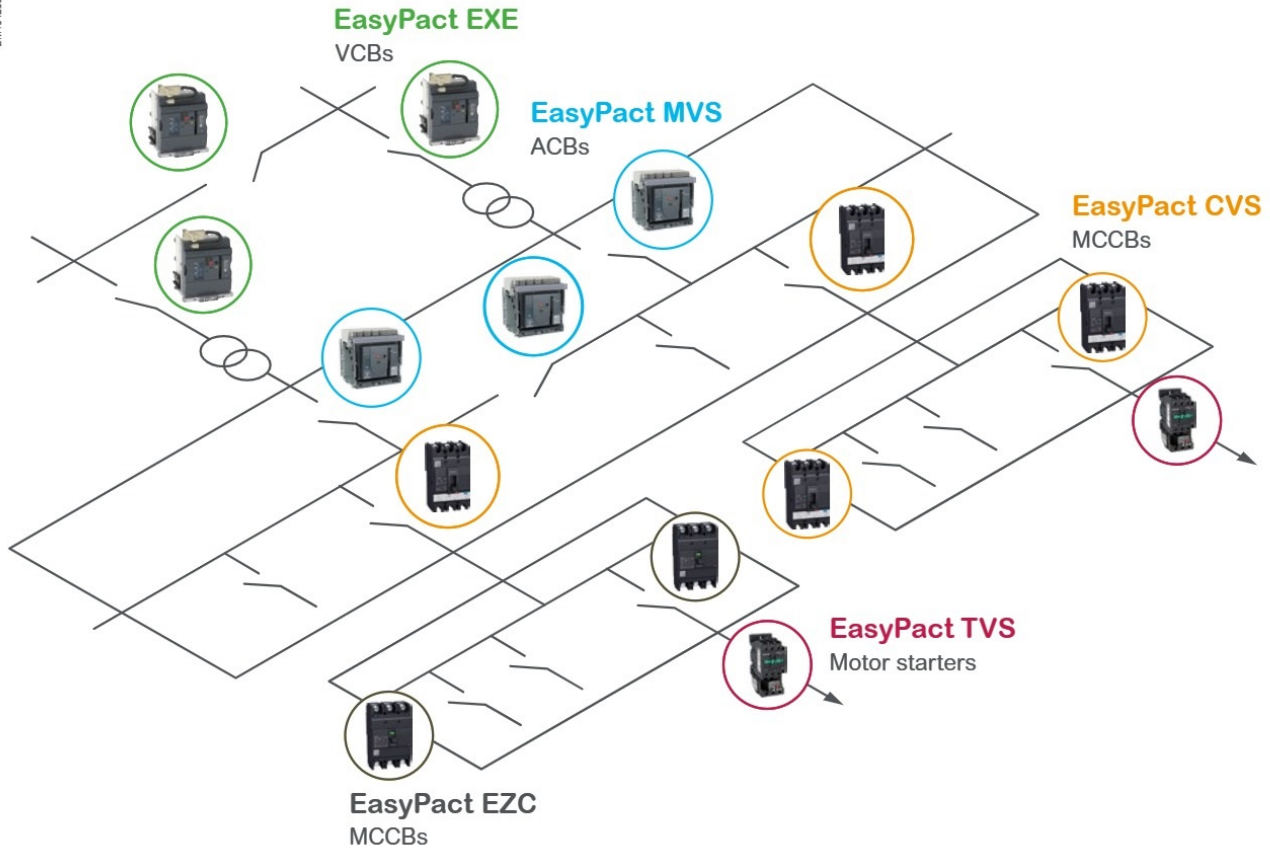 EasyPact EXE
VCBs
EasyPact MVS
ACBs
EasyPact CVS
MCCBs
EasyPact TVS
Motor starters
EasyPact EZC
MCCBs